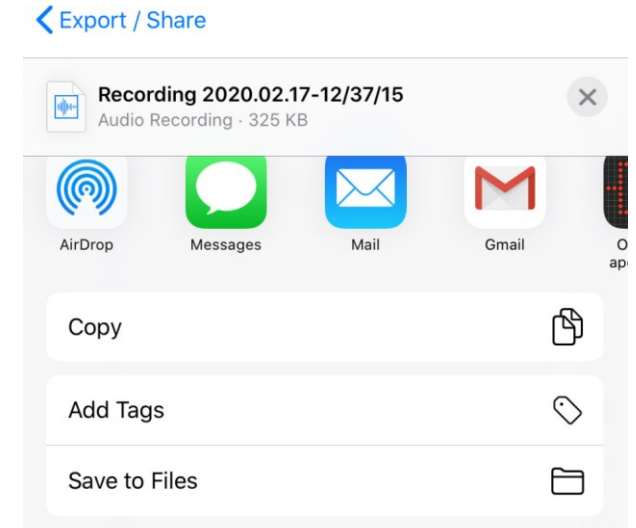 Export / Share
Recording 2020.02.17-12/37/15
Audio Recording · 325 KB
AirDrop
Messages
Mail
Gmail
Copy
Add Tags
Save to Files